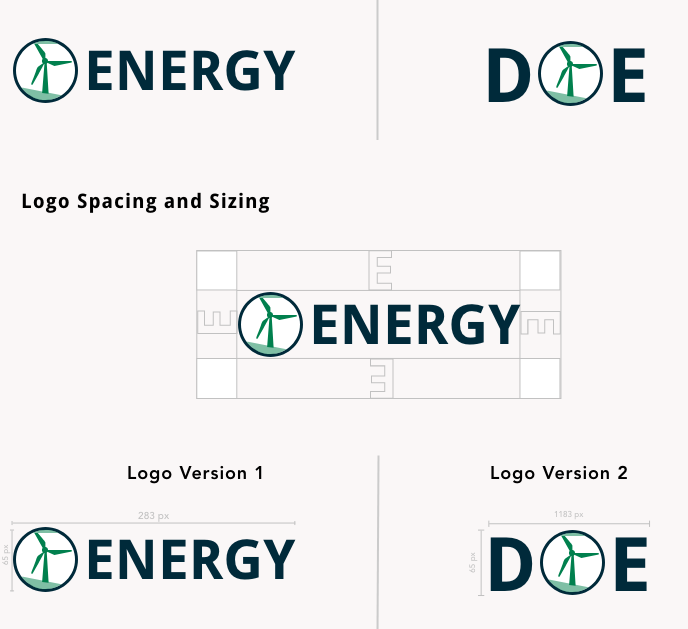 ENERGY
D E
Logo Spacing and Sizing
E
E ENERGY E
E
Logo Version 1
Logo Version 2
283 px
1183 px
65 px
ENERGY
65 px
D E